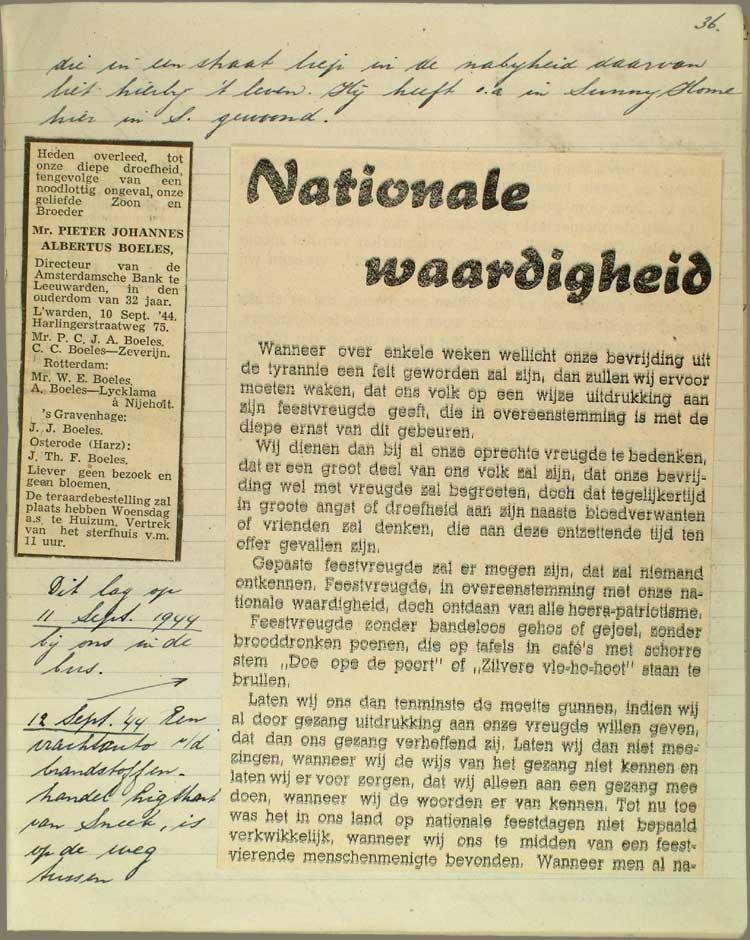 36.
die in een straat liep in de nabyheid daarvan
liet hierby 't leven. Hij heeft o.a in Sunny Home
hier in S. gewoond.
Heden overleed, tot
onze diepe droefheid,
tengevolge van een
noodlottig ongeval, onze
geliefde Zoon en
Broeder
Mr. PIETER JOHANNES
ALBERTUS BOELES,
Directeur van de
Amsterdamsche Bank te
Leeuwarden, in den
ouderdom van 32 jaar.
L'warden, 10 Sept. '44.
Harlingerstraatweg 75.
Mr. P. C. J. A. Boeles.
C. C. Boeles—Zeverijn.
Rotterdam:
Mr. W. E. Boeles.
A. Boeles—Lycklama
à Nijeholt.
's Gravenhage:
J. J. Boeles.
Osterode (Harz):
J. Th. F. Boeles.
Liever geen bezoek en
geen bloemen.
De teraardebestelling zal
plaats hebben Woensdag
a.s. te Huizum. Vertrek
van het sterfhuis v.m.
11 uur.
Dit lag op
11 Sept. 1944
bij ons in de
bus.
12 Sept. '44 Een
vrachtauto v/d
brandstoffen-
handel
van Sneek, is
op de weg
tussen
Nationale
waardigheid
Wanneer over enkele weken wellicht onze bevrijding uit
de tyrannie een feit geworden zal zijn, dan zullen wij ervoor
moeten waken, dat ons volk op een wijze uitdrukking aan
zijn feestvreugde geeft, die in overeenstemming is met de
diepe ernst van dit gebeuren.
Wij dienen dan bij al onze oprechte vreugde te bedenken,
dat er een groot deel van ons volk zal zijn, dat onze bevrij-
ding wel met vreugde zal begroeten, doch dat tegelijkertijd
in groote angst of droefheid aan zijn naaste bloedverwanten
of vrienden zal denken, die aan deze ontzettende tijd ten
offer gevallen zijn.
Gepaste feestvreugde zal er mogen zijn, dat zal niemand
ontkennen. Feestvreugde, in overeenstemming met onze na-
tionale waardigheid, doch ontdaan van alle hoera-patriotisme.
Feestvreugde zonder bandeloos gehos of gejoel, zonder
brooddronken poenen, die op tafels in café's met schorre
stem „Doe ope de poort" of „Zilvere vlo-ho-hoot" staan te
brullen.
Laten wij ons dan tenminste de moeite gunnen, indien wij
al door gezang uitdrukking aan onze vreugde willen geven,
dat dan ons gezang verheffend zij. Laten wij dan niet mee-
zingen, wanneer wij de wijs van het gezang niet kennen en
laten wij er voor zorgen, dat wij alleen aan een gezang mee
doen, wanneer wij de woorden er van kennen. Tot nu toe
was het in ons land op nationale feestdagen niet bepaald
verkwikkelijk, wanneer wij ons te midden van een feest-
vierende menschenmenigte bevonden. Wanneer men al na-